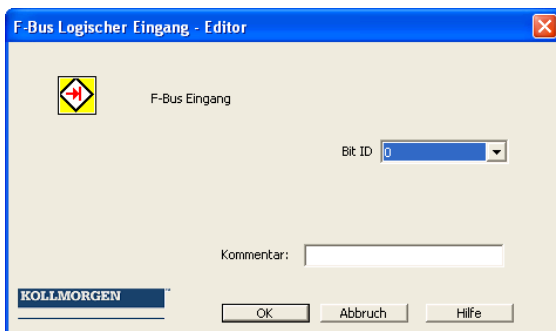 F-Bus Logischer Eingang - Editor
F-Bus Eingang
Bit ID 0
Kommentar:
KOLLMORGEN
OK Abbruch Hilfe